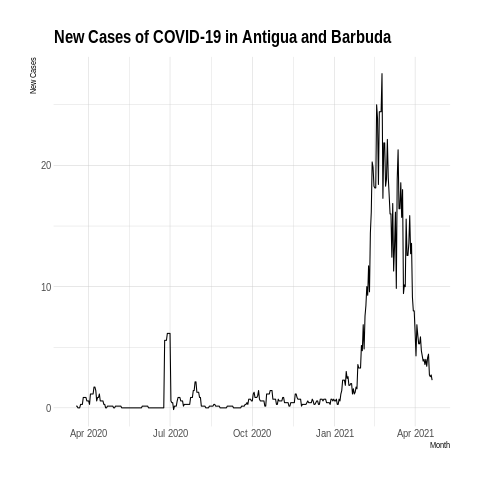 New Cases of COVID-19 in Antigua and Barbuda
New Cases
20
10
0
Apr 2020 Jul 2020 Oct 2020 Jan 2021 Apr 2021
Month